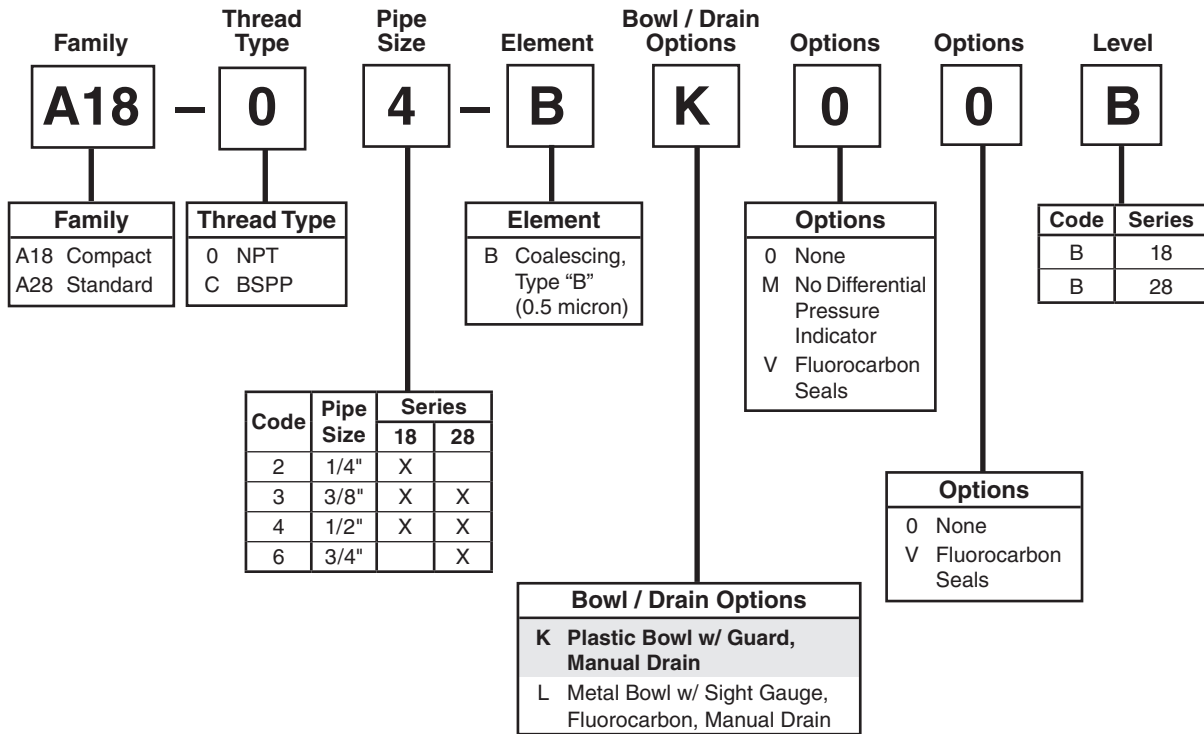 Family
Thread
Type
Pipe
Size
Element
Bowl / Drain
Options
Options
Options
Level
A18 – 0 4 – B K 0 0 B
Family
A18 Compact
A28 Standard
Thread Type
0 NPT
C BSPP
Element
B Coalescing,
Type “B”
(0.5 micron)
Options
0 None
M No Differential
Pressure
Indicator
V Fluorocarbon
Seals
Code Series
B 18
B 28
Code Pipe Size Series
18 28
2 1/4" X
3 3/8" X X
4 1/2" X X
6 3/4" X
Options
0 None
V Fluorocarbon
Seals
Bowl / Drain Options
K Plastic Bowl w/ Guard,
Manual Drain
L Metal Bowl w/ Sight Gauge,
Fluorocarbon, Manual Drain